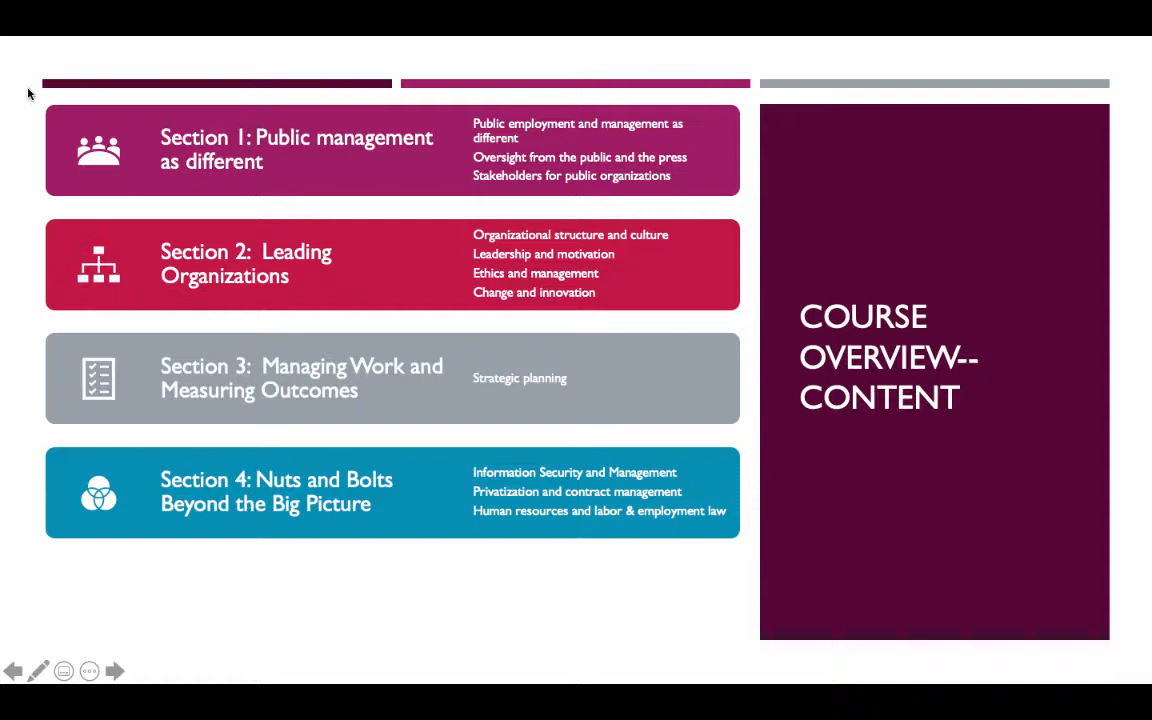 Section 1: Public management
as different
Public employment and management as
different
Oversight from the public and the press
Stakeholders for public organizations
Section 2:  Leading
Organizations
Organizational structure and culture
Leadership and motivation
Ethics and management
Change and innovation
Section 3:  Managing Work and
Measuring Outcomes
Strategic planning
Section 4: Nuts and Bolts
Beyond the Big Picture
Information Security and Management
Privatization and contract management
Human resources and labor & employment law
COURSE
OVERVIEW--
CONTENT